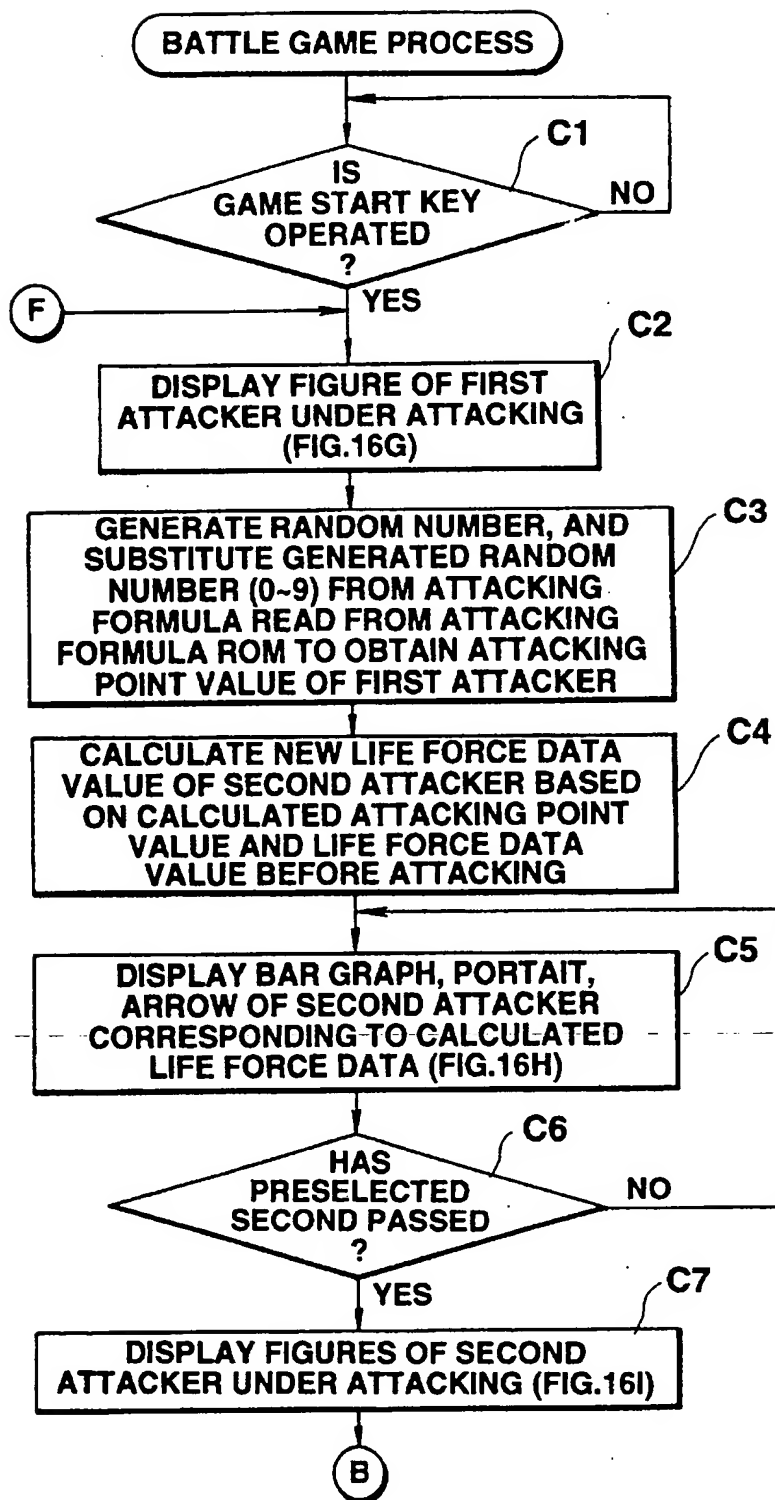 BATTLE GAME PROCESS
C1
IS
GAME START KEY
OPERATED
?
NO
YES
F
C2
DISPLAY FIGURE OF FIRST
ATTACKER UNDER ATTACKING
(FIG.16G)
C3
GENERATE RANDOM NUMBER, AND
SUBSTITUTE GENERATED RANDOM
NUMBER (0~9) FROM ATTACKING
FORMULA READ FROM ATTACKING
FORMULA ROM TO OBTAIN ATTACKING
POINT VALUE OF FIRST ATTACKER
C4
CALCULATE NEW LIFE FORCE DATA
VALUE OF SECOND ATTACKER BASED
ON CALCULATED ATTACKING POINT
VALUE AND LIFE FORCE DATA
VALUE BEFORE ATTACKING
C5
DISPLAY BAR GRAPH, PORTAIT,
ARROW OF SECOND ATTACKER
CORRESPONDING TO CALCULATED
LIFE FORCE DATA (FIG.16H)
C6
HAS
PRESELECTED
SECOND PASSED
?
NO
YES
C7
DISPLAY FIGURES OF SECOND
ATTACKER UNDER ATTACKING (FIG.16I)
B